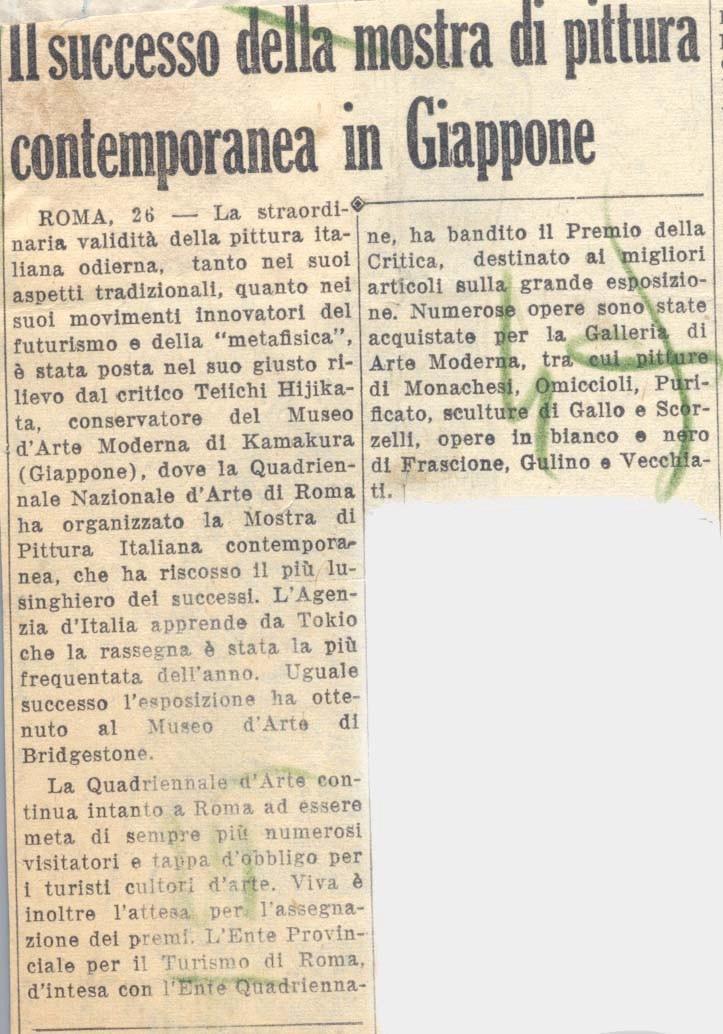 Il successo della mostra di pittura
contemporanea in Giappone
ROMA, 26 — La straordi-
naria validità della pittura ita-
liana odierna, tanto nei suoi
aspetti tradizionali, quanto nei
suoi movimenti innovatori del
futurismo e della "metafisica",
è stata posta nel suo giusto ri-
lievo dal critico Teiichi Hijika-
ta, conservatore del Museo
d'Arte Moderna di Kamakura
(Giappone), dove la Quadrien-
nale Nazionale d'Arte di Roma
ha organizzato la Mostra di
Pittura Italiana contempora-
nea, che ha riscosso il più lu-
singhiero dei successi. L'Agen-
zia d'Italia apprende da Tokio
che la rassegna è stata la più
frequentata dell'anno. Uguale
successo l'esposizione ha otte-
nuto al Museo d'Arte di
Bridgestone.
La Quadriennale d'Arte con-
tinua intanto a Roma ad essere
meta di sempre più numerosi
visitatori e tappa d'obbligo per
i turisti cultori d'arte. Viva è
inoltre l'attesa per l'assegna-
zione dei premi. L'Ente Provin-
ciale per il Turismo di Roma,
d'intesa con l'Ente Quadrienna-
ne, ha bandito il Premio della
Critica, destinato ai migliori
articoli sulla grande esposizio-
ne. Numerose opere sono state
acquistate per la Galleria di
Arte Moderna, tra cui pitture
di Monachesi, Omiccioli, Puri-
ficato, sculture di Gallo e Scor-
zelli, opere in bianco e nero
di Frascione, Gulino e Vecchia-
ti.